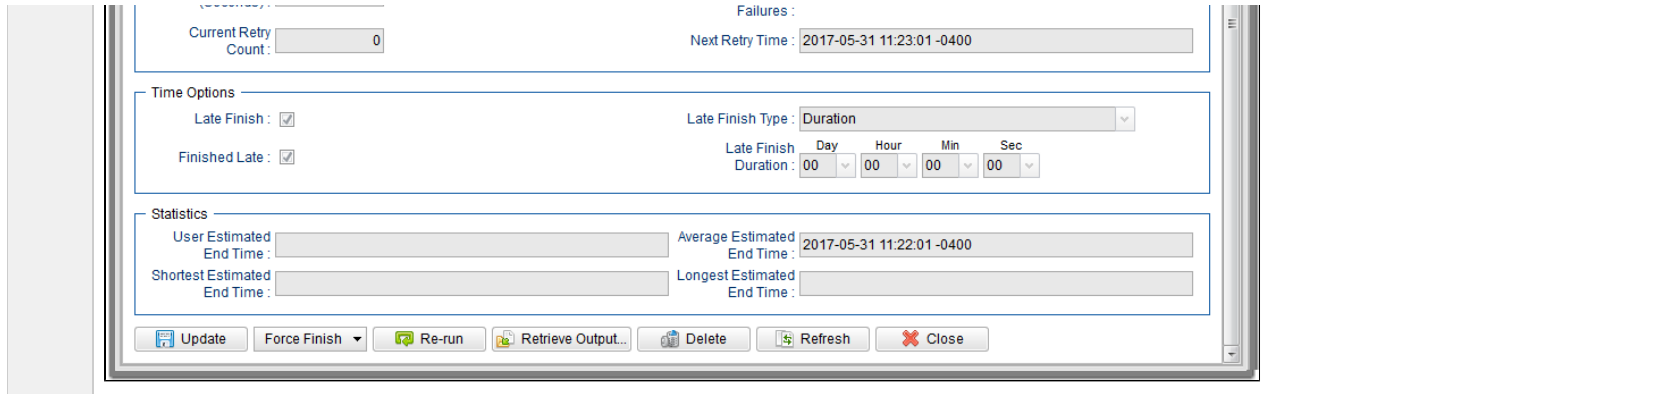 (Seconds) :
Failures :
Current Retry
Count : 0
Next Retry Time : 2017-05-31 11:23:01 -0400
Time Options
Late Finish :
Late Finish Type : Duration
Finished Late :
Late Finish
Duration :
Day Hour Min Sec
00 00 00 00
Statistics
User Estimated
End Time :
Average Estimated
End Time : 2017-05-31 11:22:01 -0400
Shortest Estimated
End Time :
Longest Estimated
End Time :
Update Force Finish Re-run Retrieve Output... Delete Refresh Close